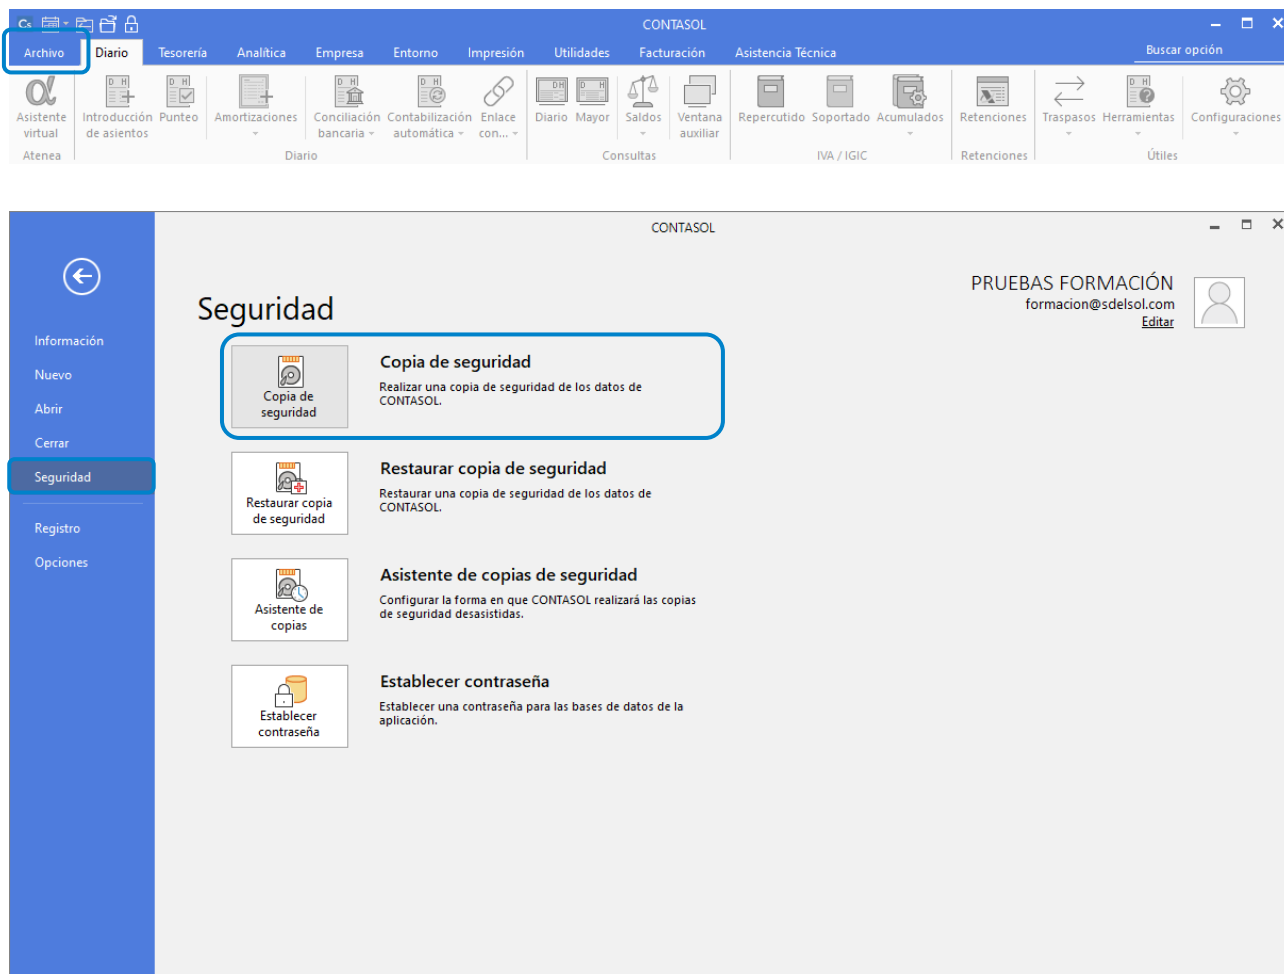 Cs
CONTASOL
Archivo Diario Tesorería Analítica Empresa Entorno Impresión Utilidades Facturación Asistencia Técnica Buscar opción
D H D H D H D H DH D H D H
Asistente Introducción Punteo Amortizaciones Conciliación Contabilización Enlace Diario Mayor Saldos Ventana Repercutido Soportado Acumulados Retenciones Traspasos Herramientas Configuraciones
virtual de asientos bancaria automática con... auxiliar
Atenea Diario Consultas IVA / IGIC Retenciones Útiles
CONTASOL
PRUEBAS FORMACIÓN
formacion@sdelsol.com
Editar
Seguridad
Información
Nuevo
Abrir
Cerrar
Seguridad
Registro
Opciones
Copia de
seguridad
Copia de seguridad
Realizar una copia de seguridad de los datos de
CONTASOL.
Restaurar copia
de seguridad
Restaurar copia de seguridad
Restaurar una copia de seguridad de los datos de
CONTASOL.
Asistente de
copias
Asistente de copias de seguridad
Configurar la forma en que CONTASOL realizará las copias
de seguridad desasistidas.
Establecer
contraseña
Establecer contraseña
Establecer una contraseña para las bases de datos de la
aplicación.